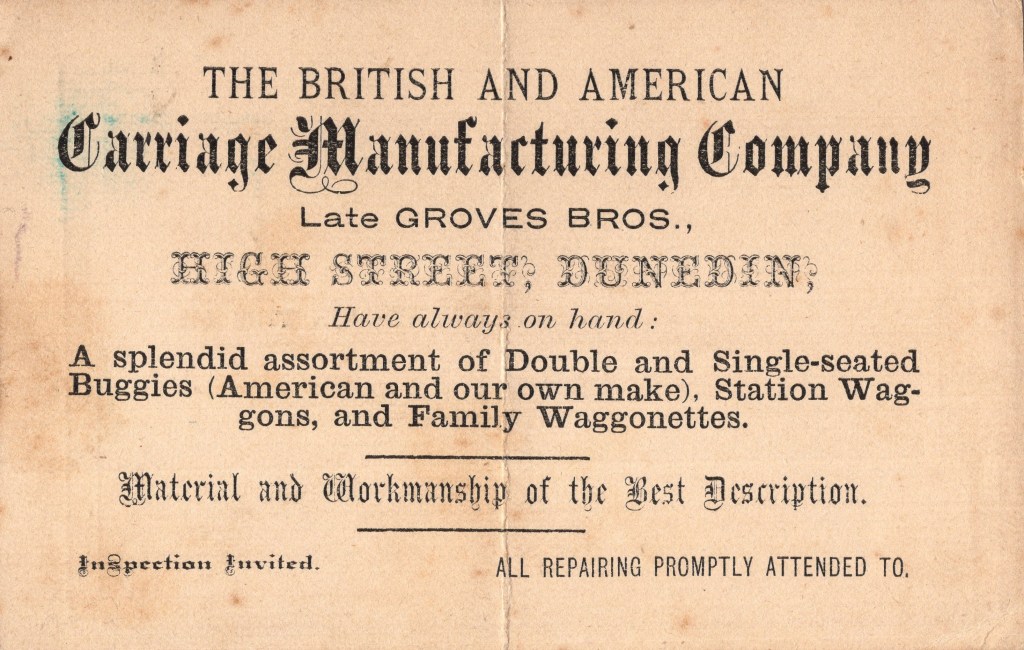 THE BRITISH AND AMERICAN
Carriage Manufacturing Company
Late GROVES BROS.,
HIGH STREET, DUNEDIN,
Have always on hand:
A splendid assortment of Double and Single-seated
Buggies (American and our own make), Station Wag-
gons, and Family Waggonettes.
Material and Workmanship of the Best Description.
Inspection Invited.
ALL REPAIRING PROMPTLY ATTENDED TO.